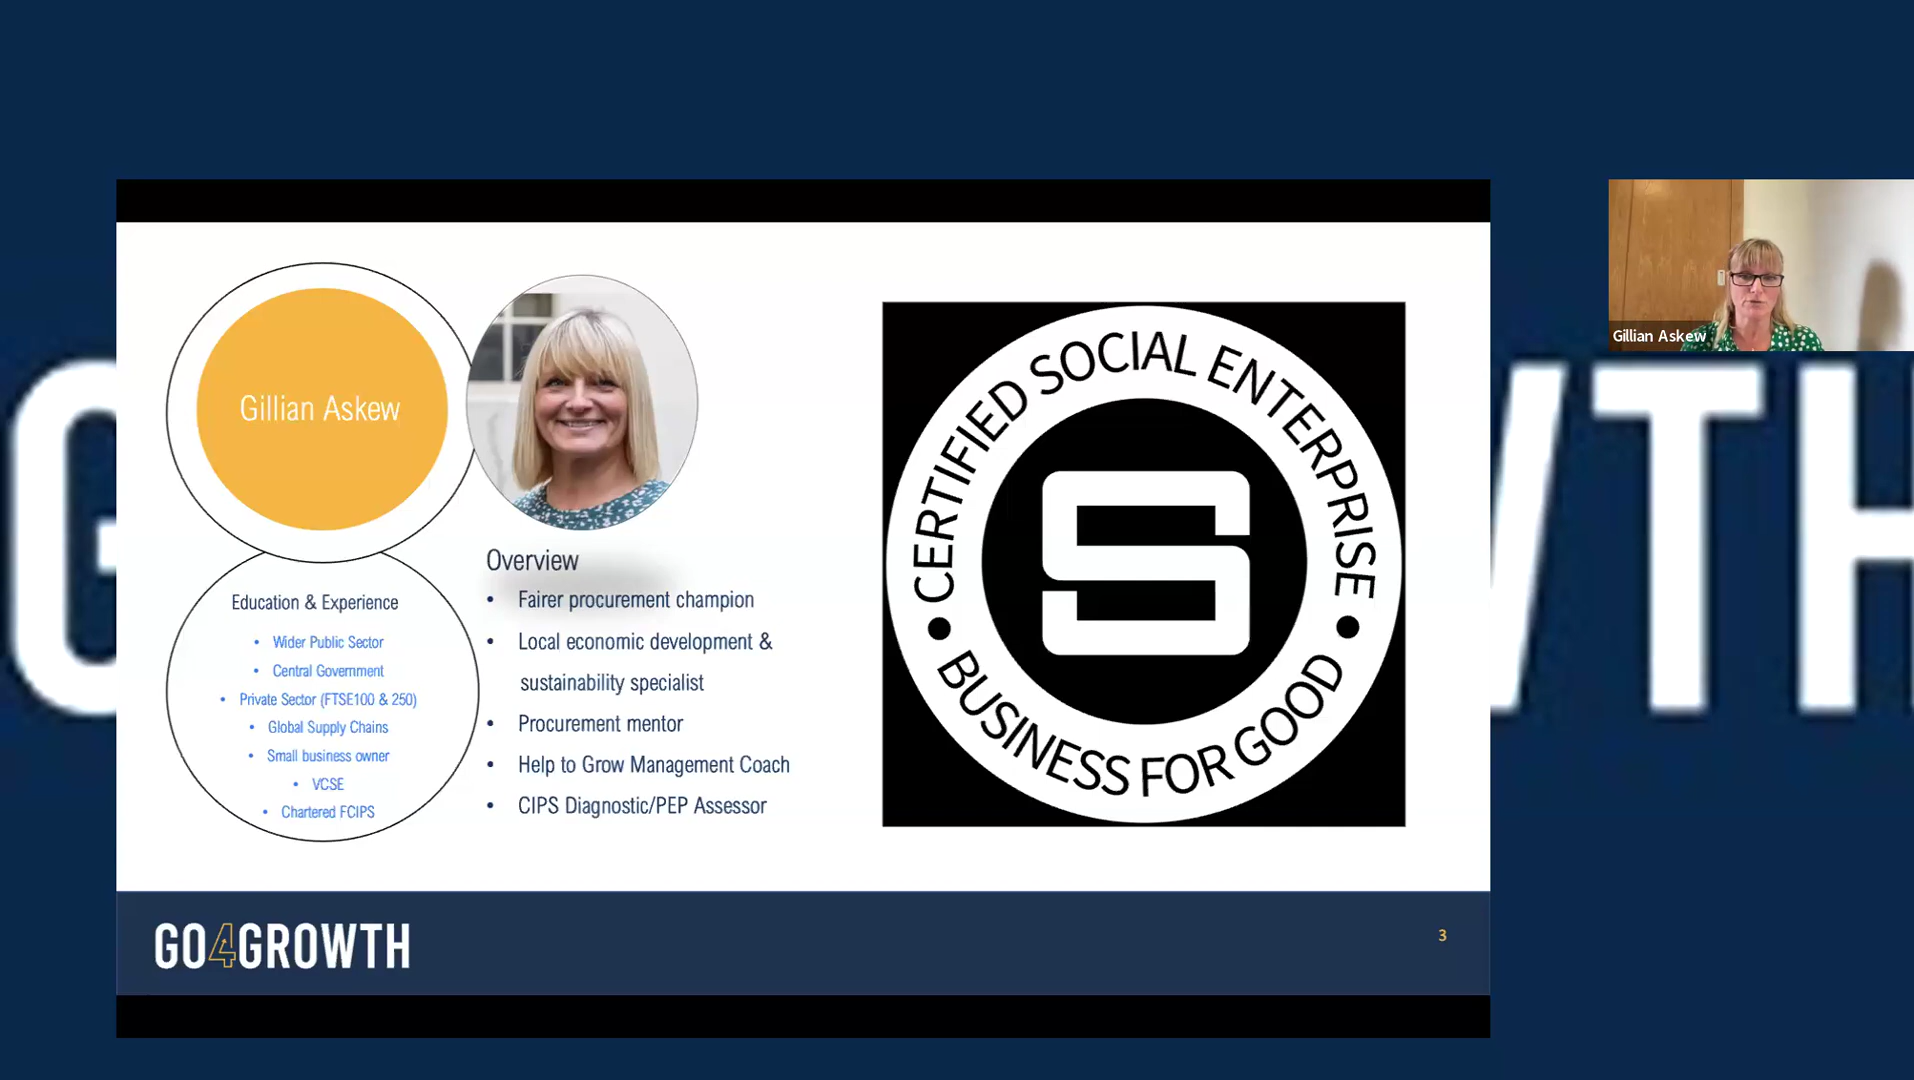 Gillian Askew
Education & Experience
• Wider Public Sector
• Central Government
• Private Sector (FTSE100 & 250)
• Global Supply Chains
• Small business owner
• VCSE
• Chartered FCIPS
Overview
• Fairer procurement champion
• Local economic development &
sustainability specialist
• Procurement mentor
• Help to Grow Management Coach
• CIPS Diagnostic/PEP Assessor
CERTIFIED SOCIAL ENTERPRISE
• BUSINESS FOR GOOD •
S
GO4GROWTH
3
Gillian Askew
G
WTH